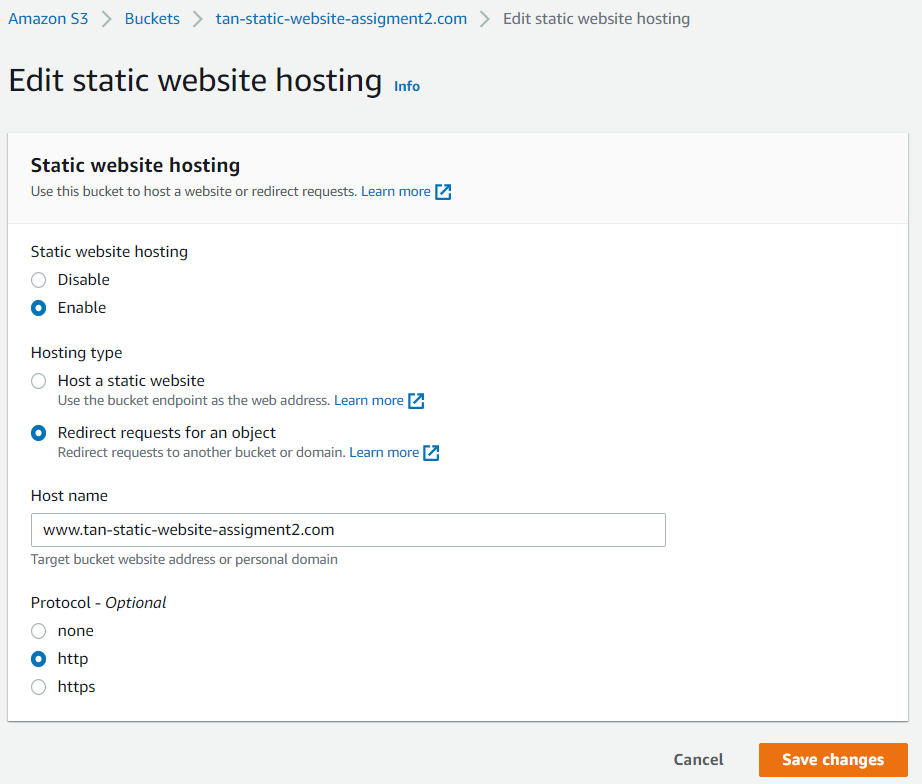 Amazon S3 > Buckets > tan-static-website-assigment2.com > Edit static website hosting
Edit static website hosting Info
Static website hosting
Use this bucket to host a website or redirect requests. Learn more
Static website hosting
Disable
Enable
Hosting type
Host a static website
Use the bucket endpoint as the web address. Learn more
Redirect requests for an object
Redirect requests to another bucket or domain. Learn more
Host name
www.tan-static-website-assigment2.com
Target bucket website address or personal domain
Protocol - Optional
none
http
https
Cancel Save changes